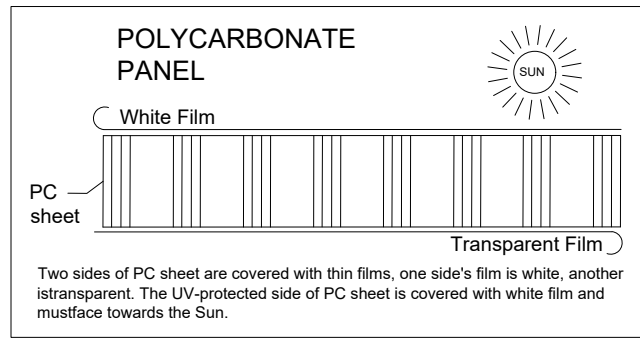 POLYCARBONATE
PANEL
SUN
White Film
PC
sheet
Transparent Film
Two sides of PC sheet are covered with thin films, one side's film is white, another
istransparent. The UV-protected side of PC sheet is covered with white film and
mustface towards the Sun.